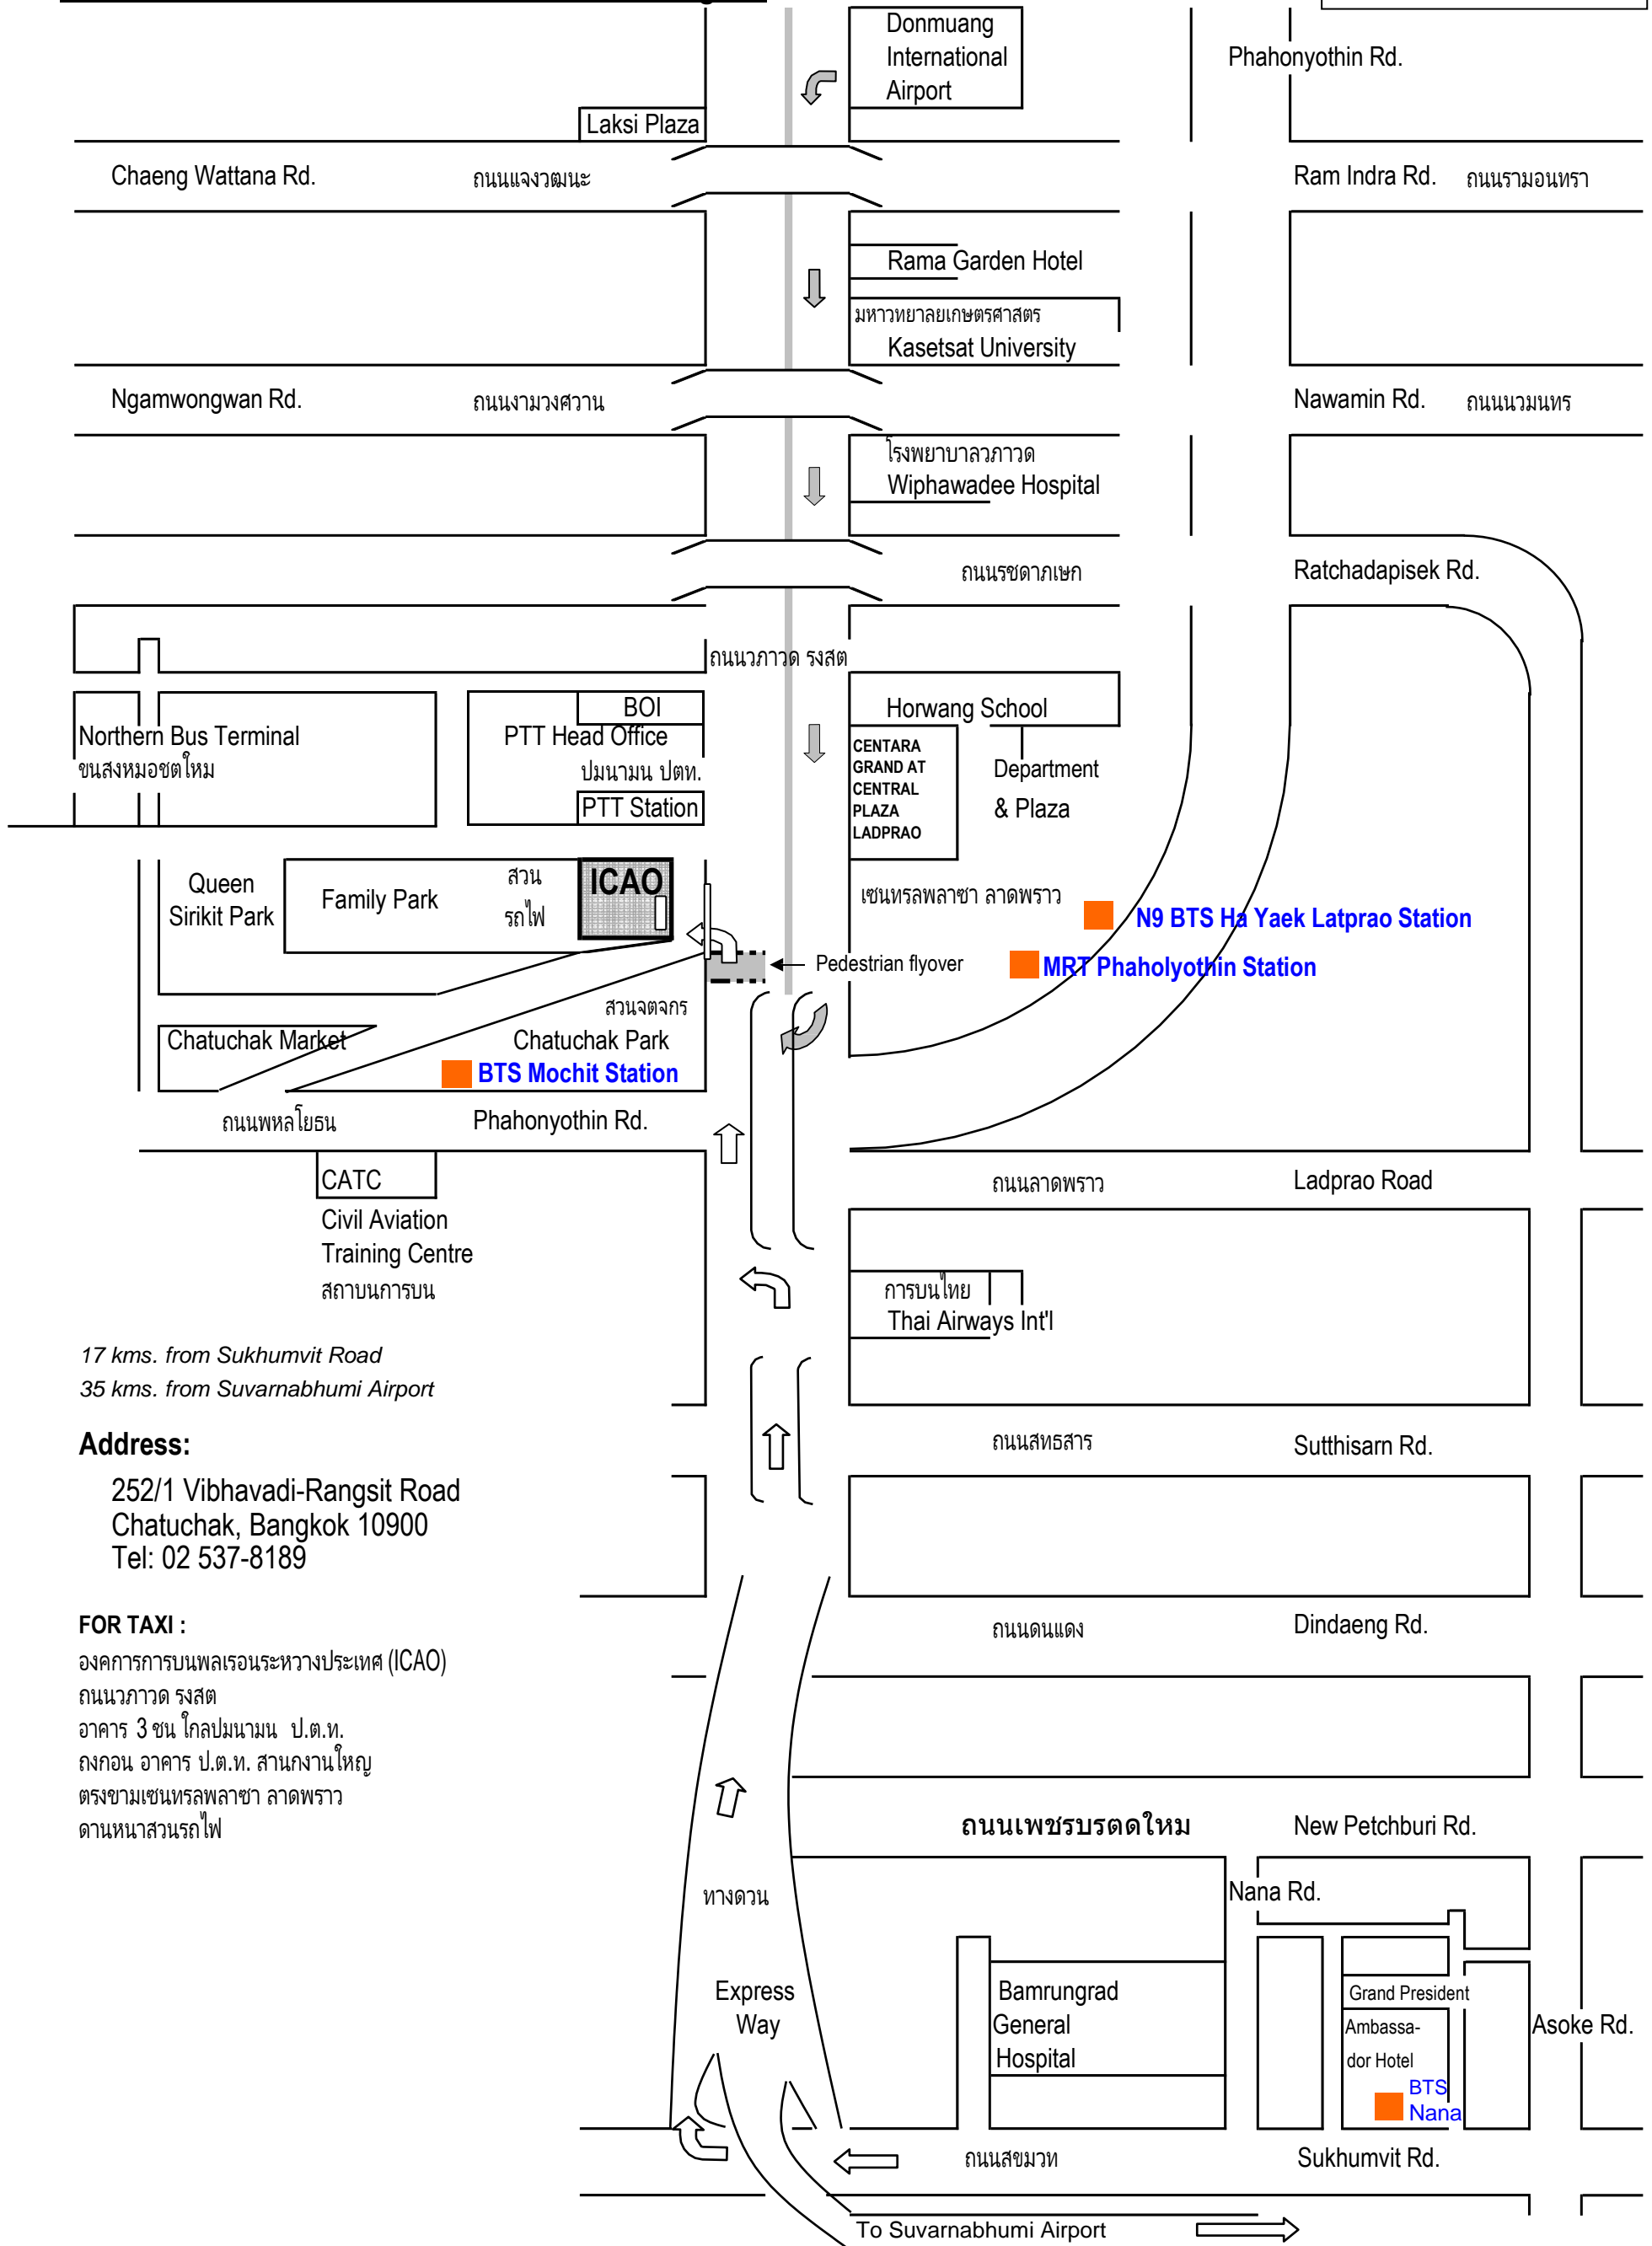 Donmuang
International
Airport
Phahonyothin Rd.
Laksi Plaza
Chaeng Wattana Rd.
ถนนแจงวฒนะ
Ram Indra Rd.
ถนนรามอนทรา
Rama Garden Hotel
มหาวทยาลยเกษตรศาสตร
Kasetsat University
Ngamwongwan Rd.
ถนนงามวงศวาน
Nawamin Rd.
ถนนนวมนทร
โรงพยาบาลวภาวด
Wiphawadee Hospital
ถนนรชดาภเษก
Ratchadapisek Rd.
ถนนวภาวด รงสต
BOI
Horwang School
Northern Bus Terminal
ขนสงหมอชตใหม
PTT Head Office
ปมนามน ปตท.
PTT Station
CENTARA
GRAND AT
CENTRAL
PLAZA
LADPRAO
Department
& Plaza
Queen
Sirikit Park
Family Park
สวน
รถไฟ
ICAO
เซนทรลพลาซา ลาดพราว
N9 BTS Ha Yaek Latprao Station
Pedestrian flyover
MRT Phaholyothin Station
สวนจตจกร
Chatuchak Market
Chatuchak Park
BTS Mochit Station
ถนนพหลโยธน
Phahonyothin Rd.
CATC
Civil Aviation
Training Centre
สถาบนการบน
ถนนลาดพราว
Ladprao Road
การบนไทย
Thai Airways Int'l
17 kms. from Sukhumvit Road
35 kms. from Suvarnabhumi Airport
Address:
252/1 Vibhavadi-Rangsit Road
Chatuchak, Bangkok 10900
Tel: 02 537-8189
ถนนสทธสาร
Sutthisarn Rd.
FOR TAXI :
องคการการบนพลเรอนระหวางประเทศ (ICAO)
ถนนวภาวด รงสต
อาคาร 3 ชน ใกลปมนามน ป.ต.ท.
ถงกอน อาคาร ป.ต.ท. สานกงานใหญ
ตรงขามเซนทรลพลาซา ลาดพราว
ดานหนาสวนรถไฟ
ถนนดนแดง
Dindaeng Rd.
ถนนเพชรบรตดใหม
New Petchburi Rd.
ทางดวน
Nana Rd.
Express
Way
Bamrungrad
General
Hospital
Grand President
Ambassa-
dor Hotel
BTS
Nana
Asoke Rd.
ถนนสขมวท
Sukhumvit Rd.
To Suvarnabhumi Airport